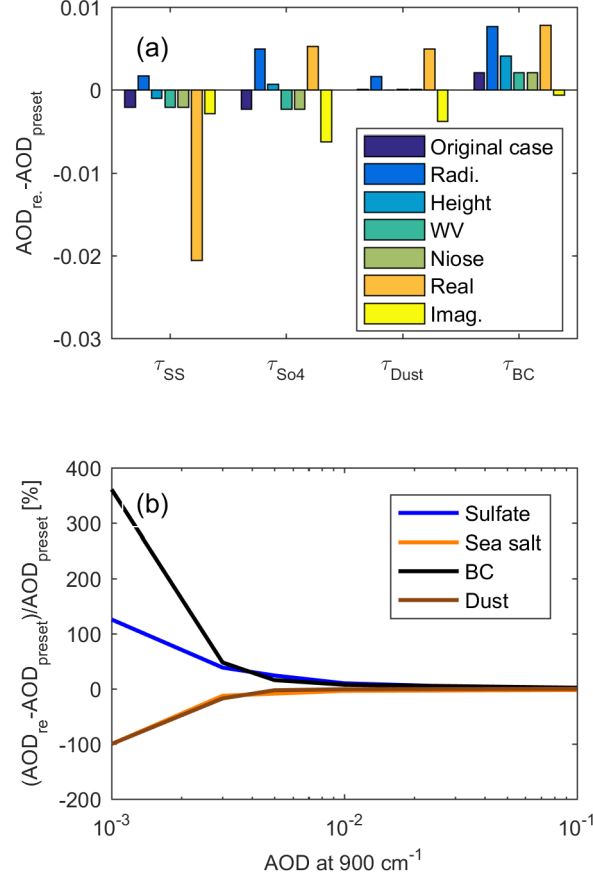 0.01
(a)
0
-0.01
-0.02
-0.03
AOD_re.-AOD_preset
Original case
Radi.
Height
WV
Niose
Real
Imag.
τ_SS τ_So4 τ_Dust τ_BC
400
(b)
300
200
100
0
-100
-200
(AOD_re-AOD_preset)/AOD_preset [%]
Sulfate
Sea salt
BC
Dust
10^-3 10^-2 10^-1
AOD at 900 cm^-1